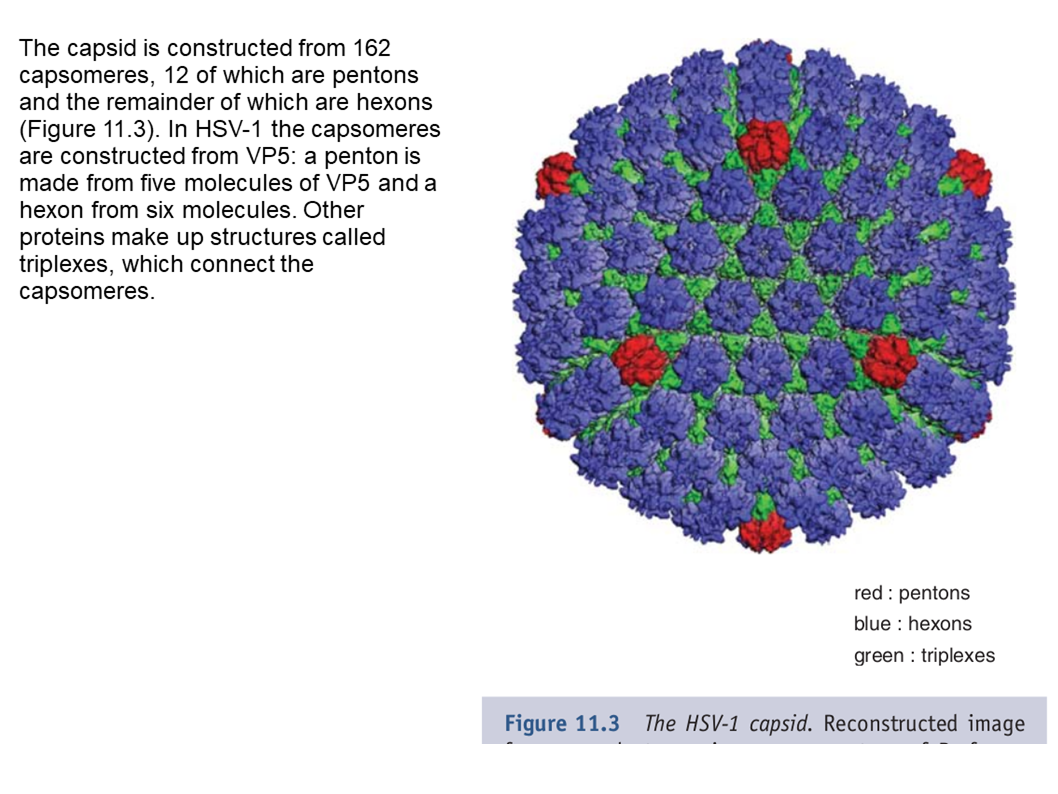 The capsid is constructed from 162
capsomeres, 12 of which are pentons
and the remainder of which are hexons
(Figure 11.3). In HSV-1 the capsomeres
are constructed from VP5: a penton is
made from five molecules of VP5 and a
hexon from six molecules. Other
proteins make up structures called
triplexes, which connect the
capsomeres.
red : pentons
blue : hexons
green : triplexes
Figure 11.3 The HSV-1 capsid. Reconstructed image